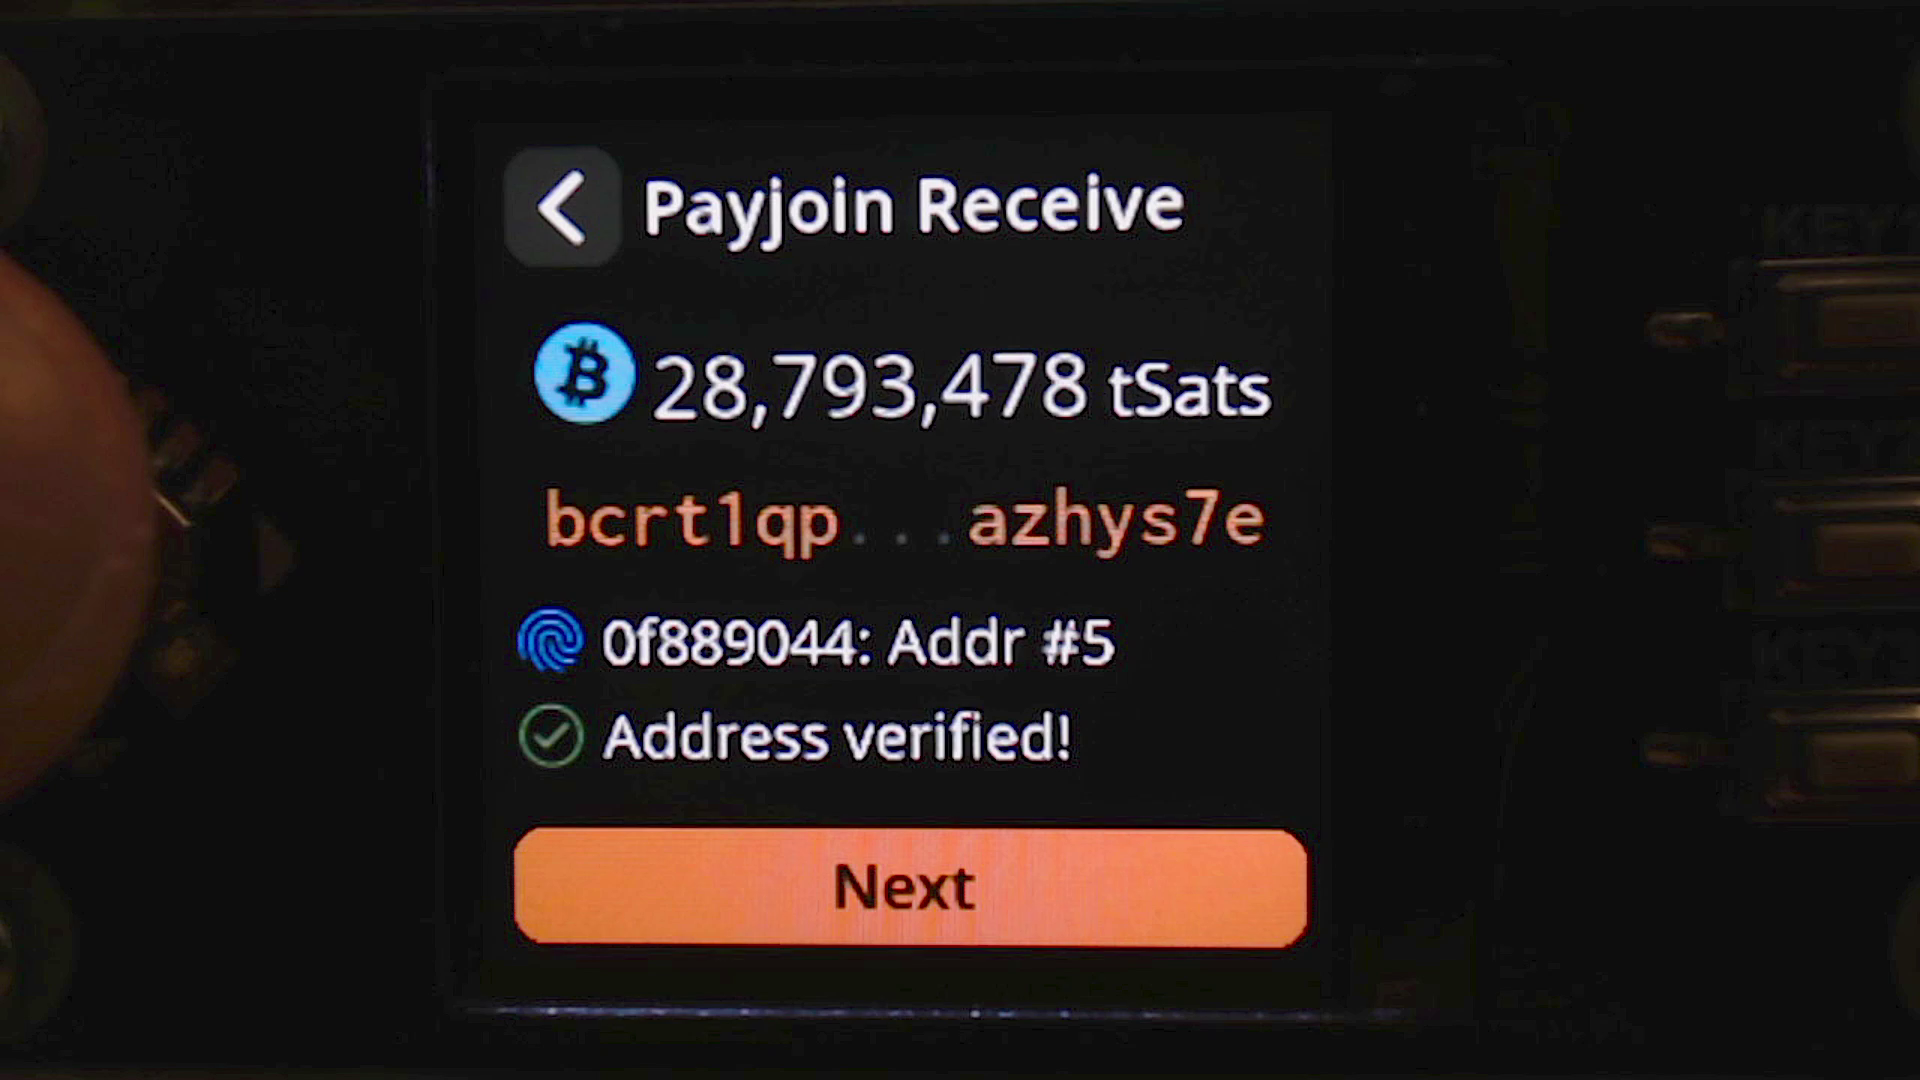 Payjoin Receive
28,793,478 tSats
bcrt1qp...azhys7e
0f889044: Addr #5
Address verified!
Next